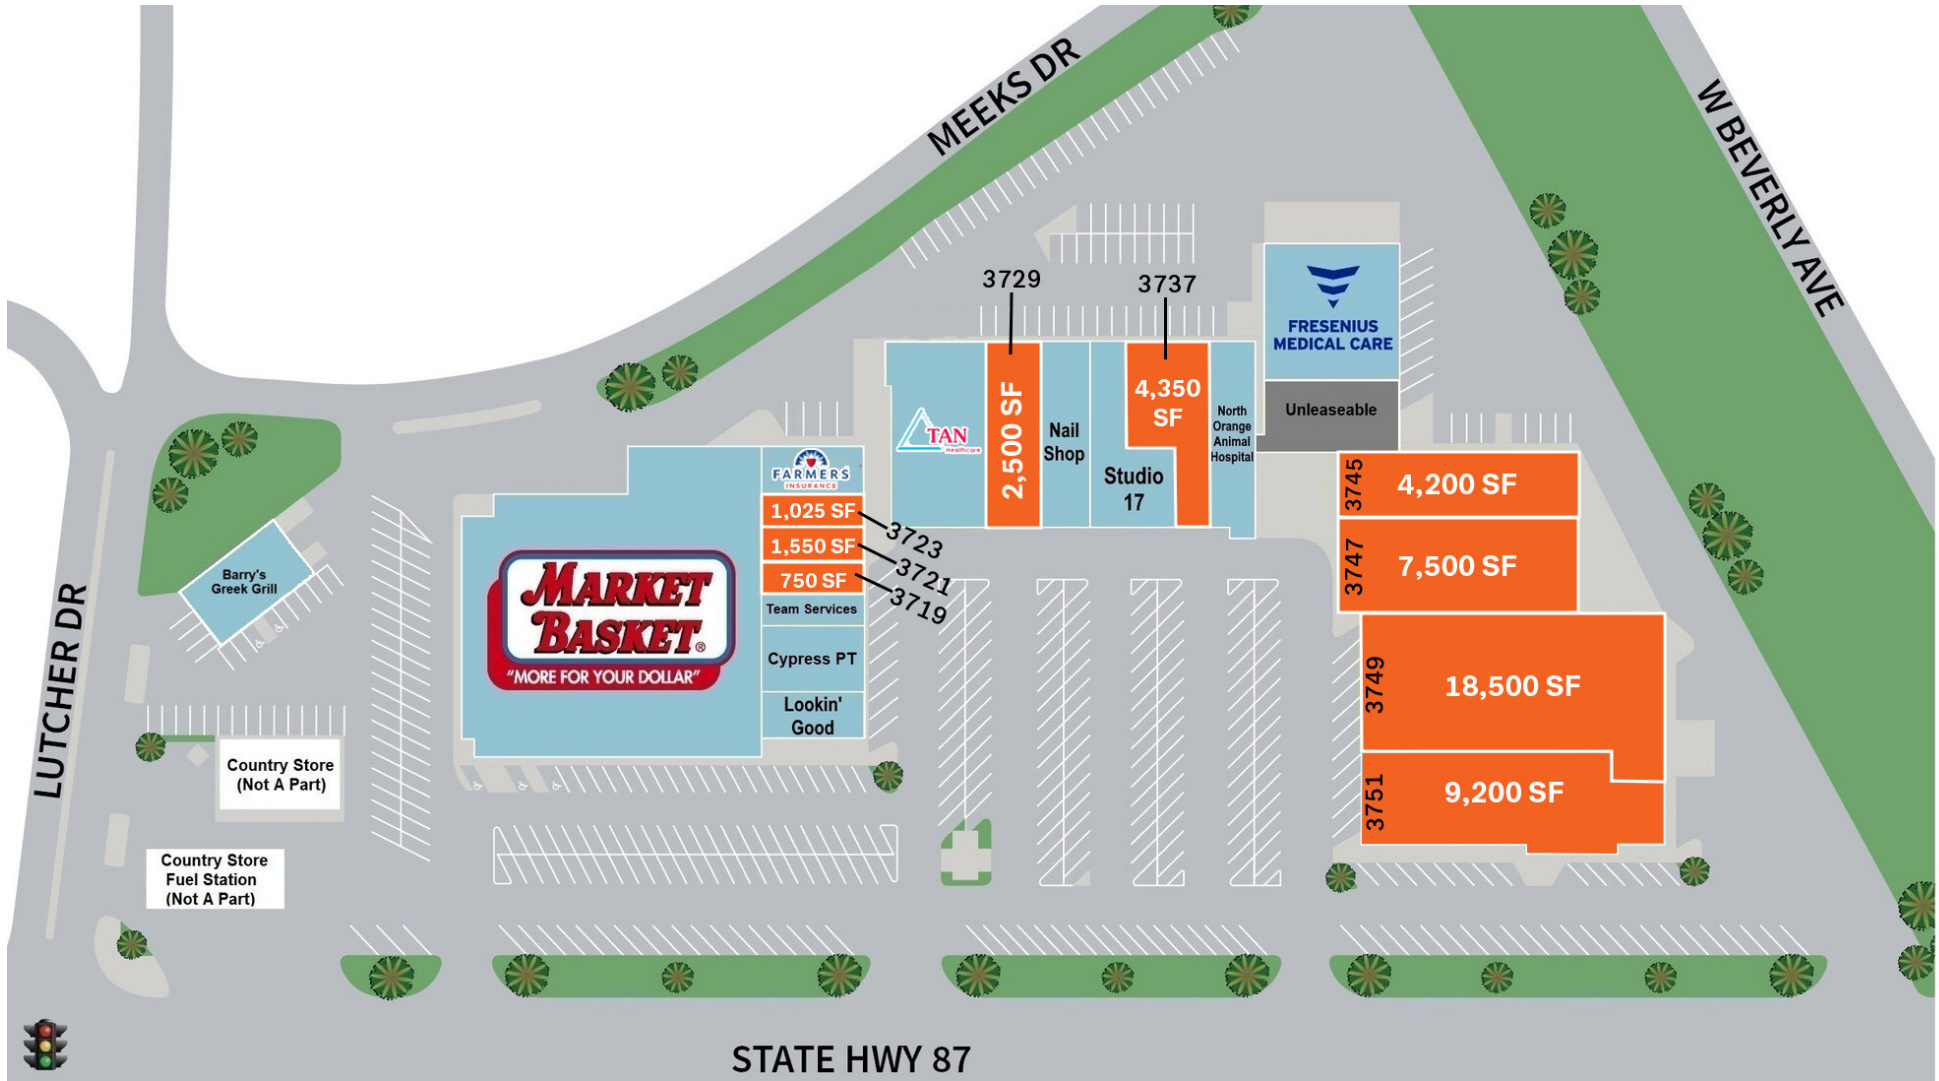 MEEKS DR
W BEVERLY AVE
3729
3737
FRESENIUS
MEDICAL CARE
Unleaseable
TAN
Healthcare
2,500 SF
Nail
Shop
Studio
17
4,350
SF
North
Orange
Animal
Hospital
FARMERS
INSURANCE
1,025 SF
3723
1,550 SF
3721
750 SF
3719
Team Services
Cypress PT
Lookin'
Good
MARKET
BASKET®
"MORE FOR YOUR DOLLAR"
3745
4,200 SF
3747
7,500 SF
3749
18,500 SF
3751
9,200 SF
Barry's
Greek Grill
LUTCHER DR
Country Store
(Not A Part)
Country Store
Fuel Station
(Not A Part)
STATE HWY 87